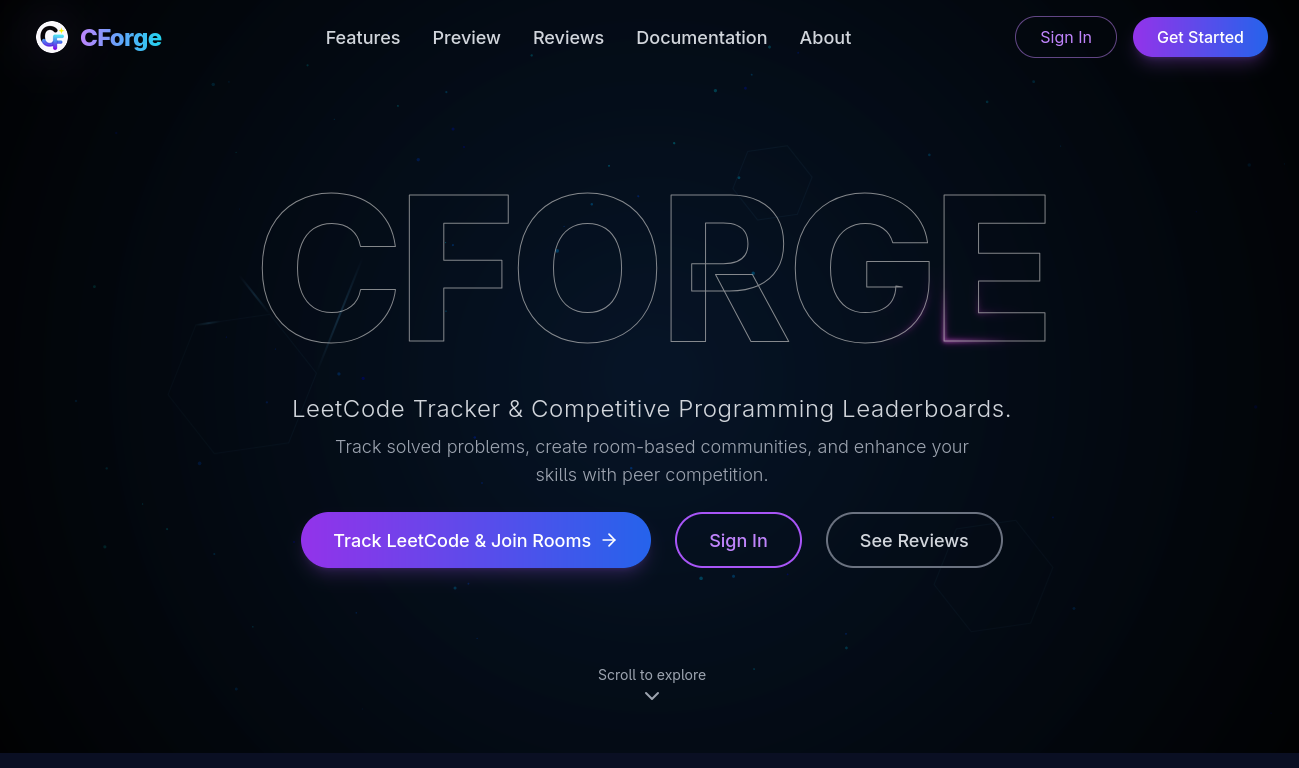 CForge
Features
Preview
Reviews
Documentation
About
Sign In
Get Started
CFORGE
LeetCode Tracker & Competitive Programming Leaderboards.
Track solved problems, create room-based communities, and enhance your
skills with peer competition.
Track LeetCode & Join Rooms
Sign In
See Reviews
Scroll to explore